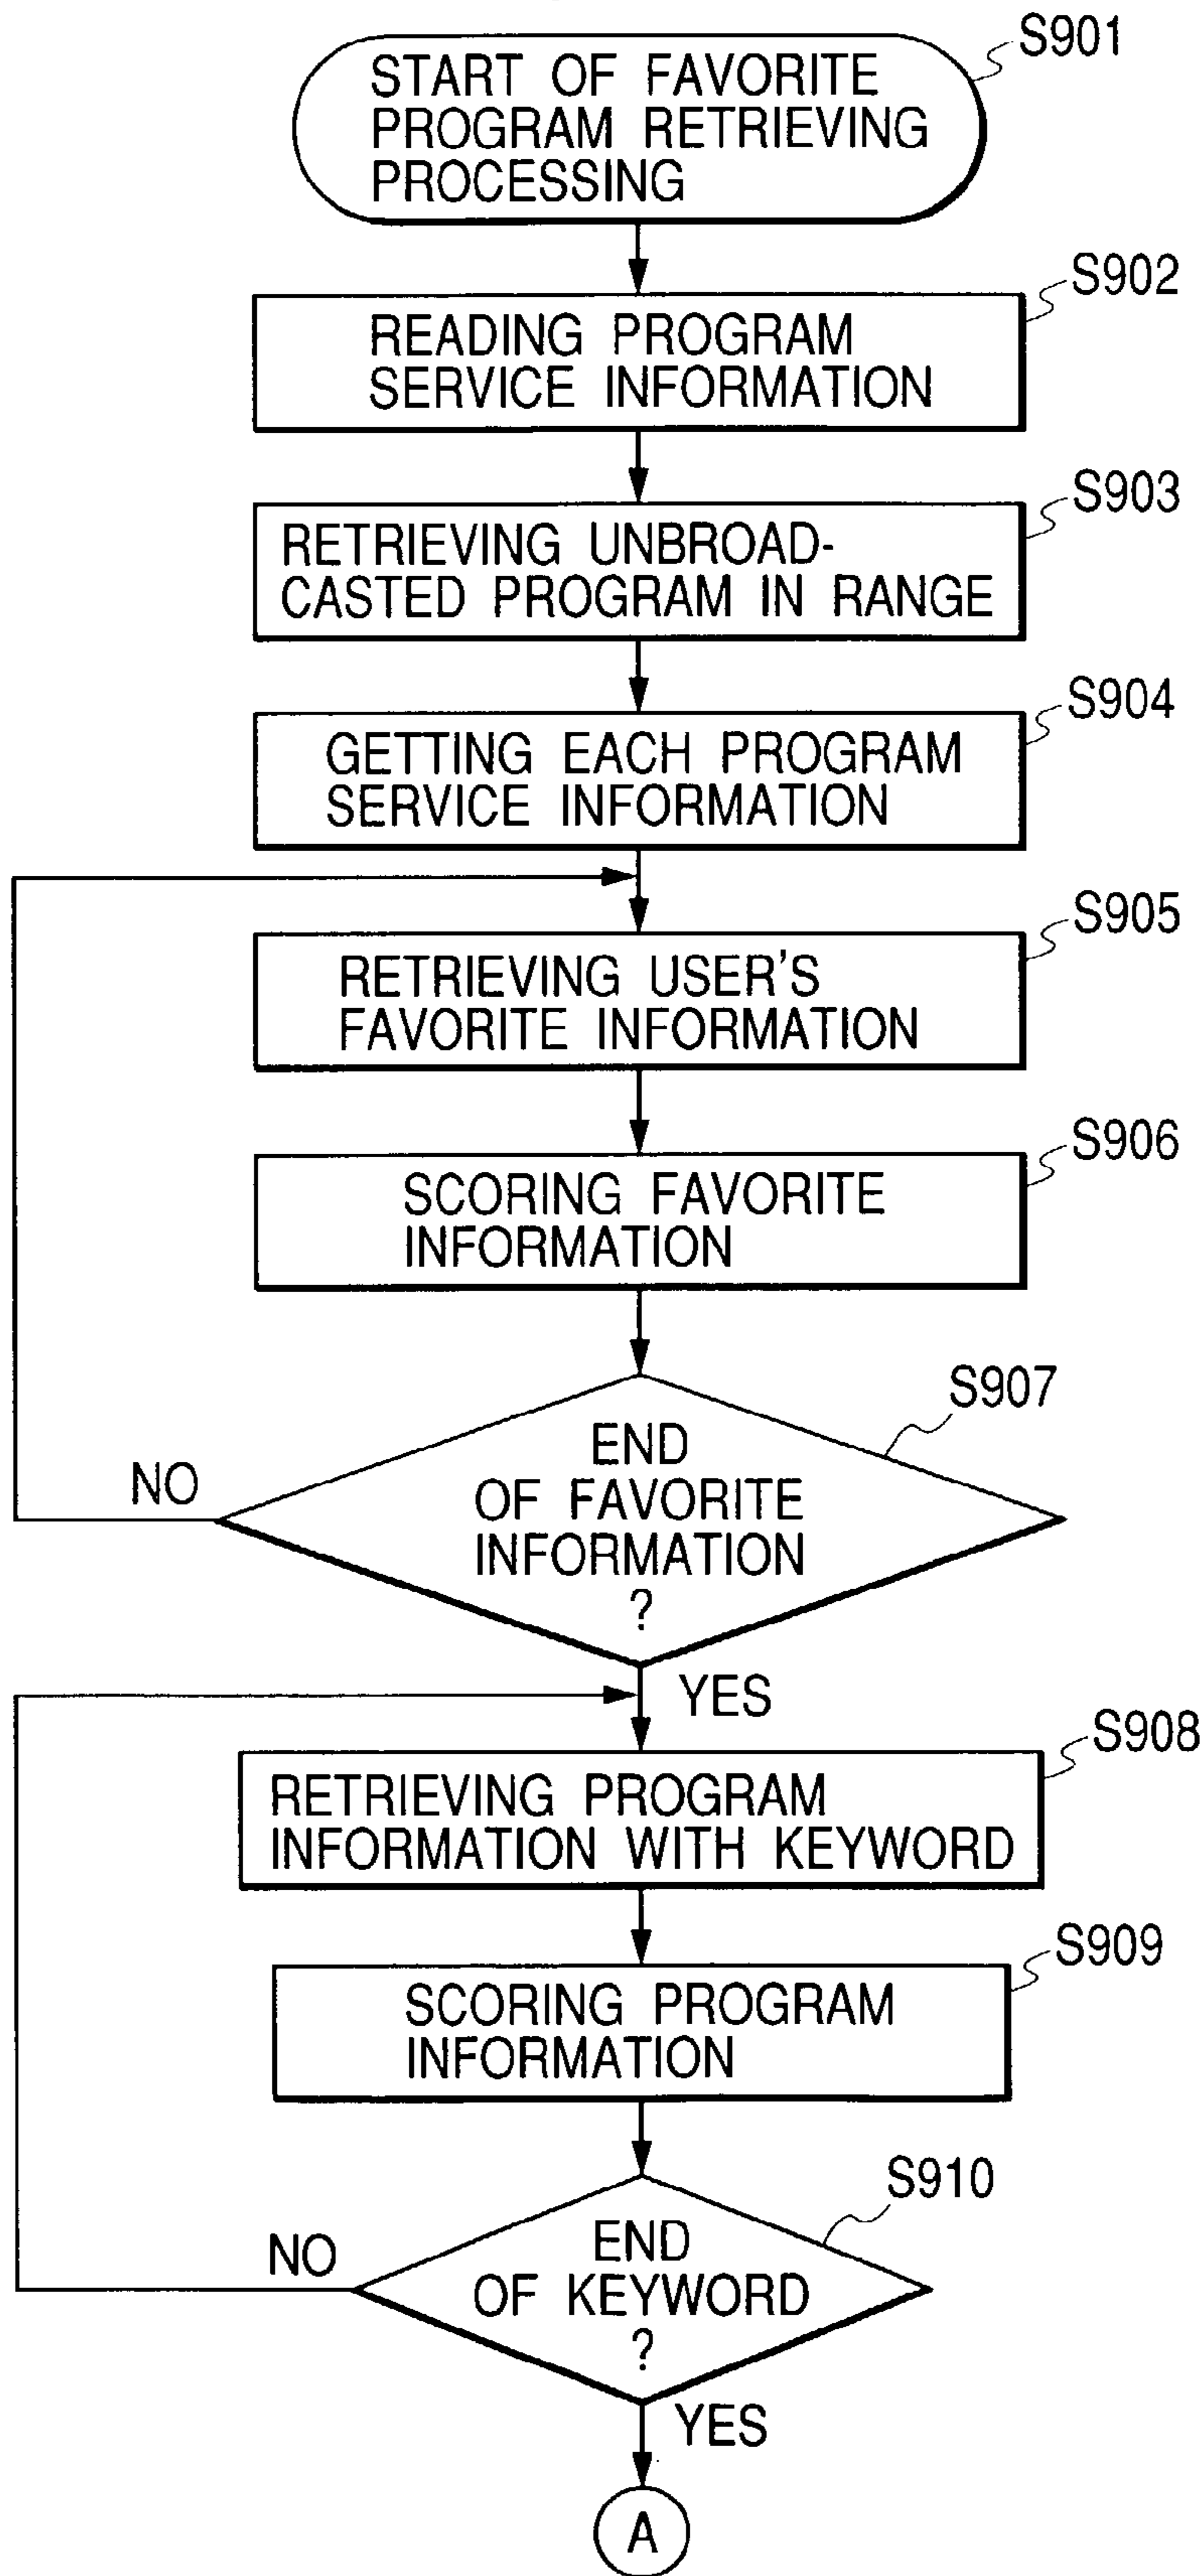 S901
START OF FAVORITE
PROGRAM RETRIEVING
PROCESSING
S902
READING PROGRAM
SERVICE INFORMATION
S903
RETRIEVING UNBROAD-
CASTED PROGRAM IN RANGE
S904
GETTING EACH PROGRAM
SERVICE INFORMATION
S905
RETRIEVING USER'S
FAVORITE INFORMATION
S906
SCORING FAVORITE
INFORMATION
S907
END
OF FAVORITE
INFORMATION
?
NO
YES
S908
RETRIEVING PROGRAM
INFORMATION WITH KEYWORD
S909
SCORING PROGRAM
INFORMATION
S910
END
OF KEYWORD
?
NO
YES
A